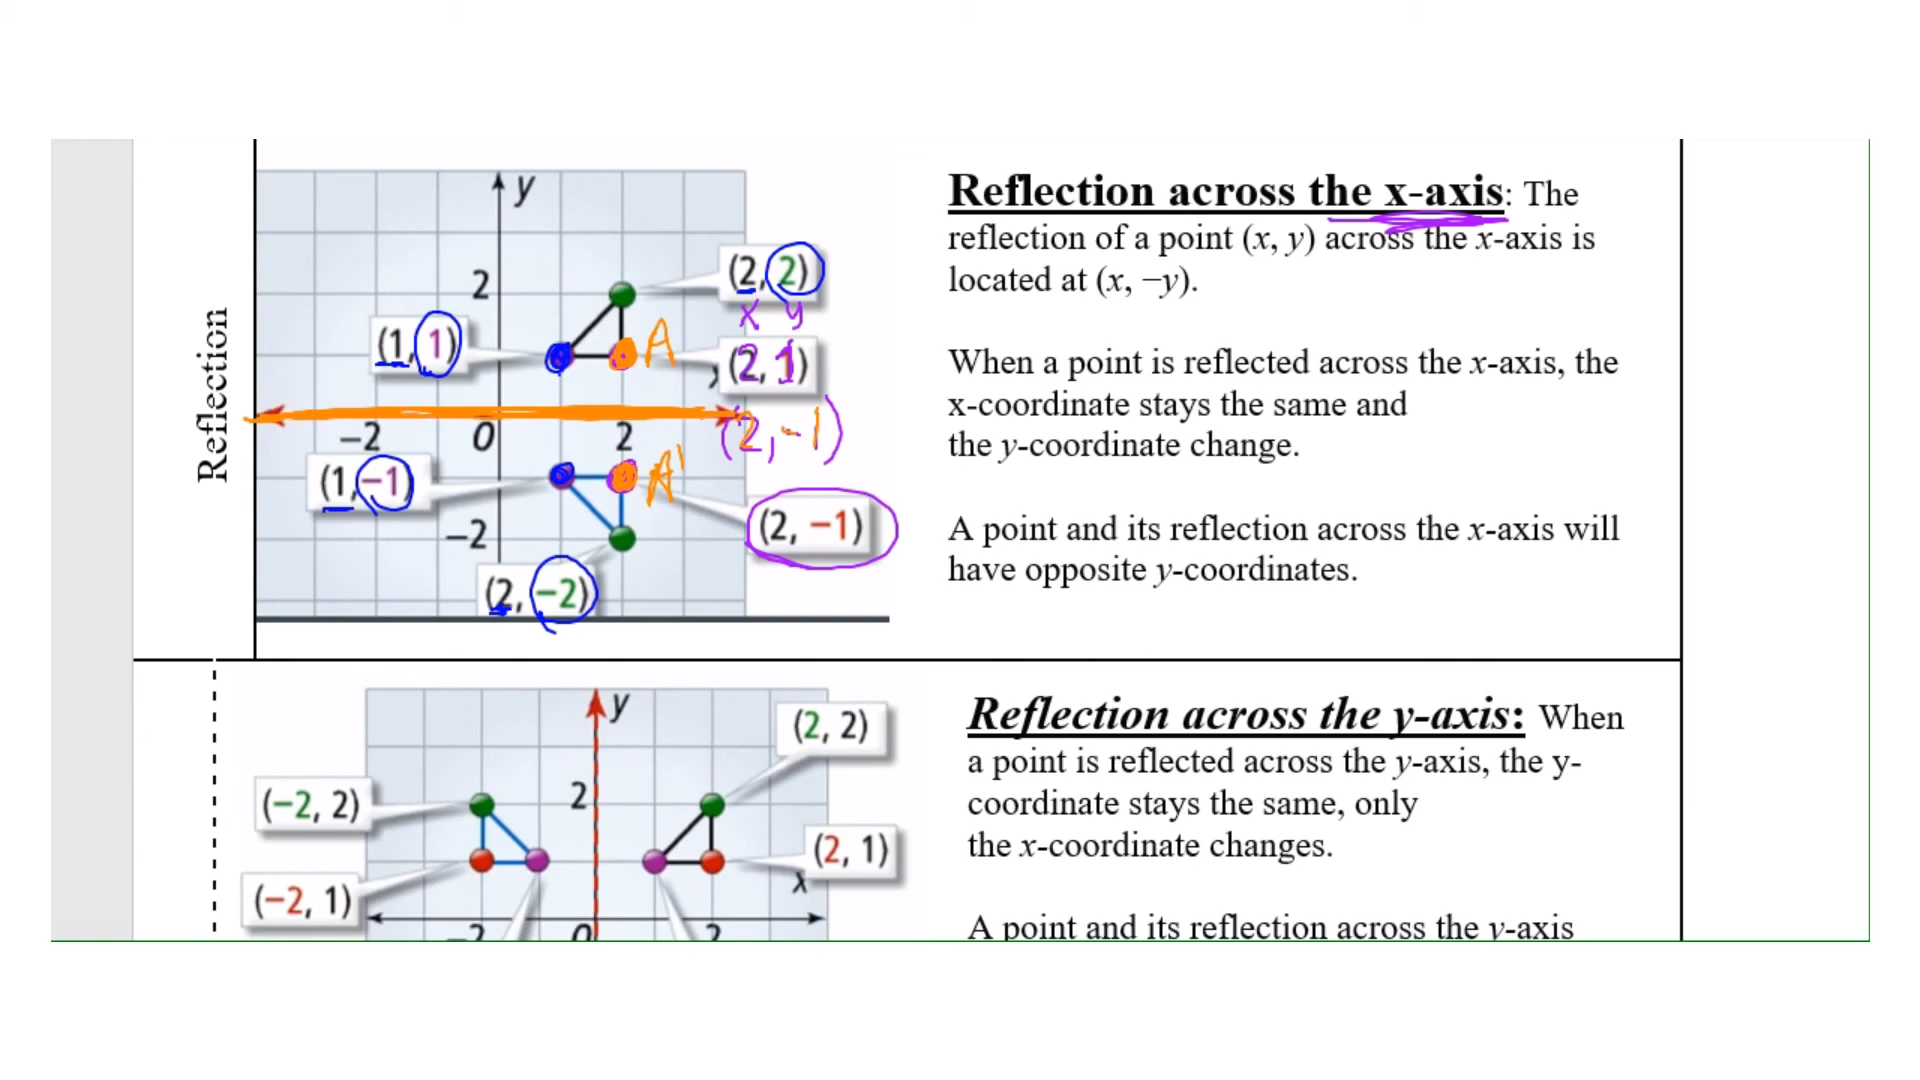 Reflection
y
(2, 2)
x y
2
(1, 1)
A
(2, 1)
(2, -1)
−2 0 2
A'
(1, −1)
(2, −1)
−2
(2, −2)
Reflection across the x-axis: The
reflection of a point (x, y) across the x-axis is
located at (x, −y).
When a point is reflected across the x-axis, the
x-coordinate stays the same and
the y-coordinate change.
A point and its reflection across the x-axis will
have opposite y-coordinates.
y
(2, 2)
(−2, 2)
2
(2, 1)
x
(−2, 1)
−2 0 2
Reflection across the y-axis: When
a point is reflected across the y-axis, the y-
coordinate stays the same, only
the x-coordinate changes.
A point and its reflection across the y-axis